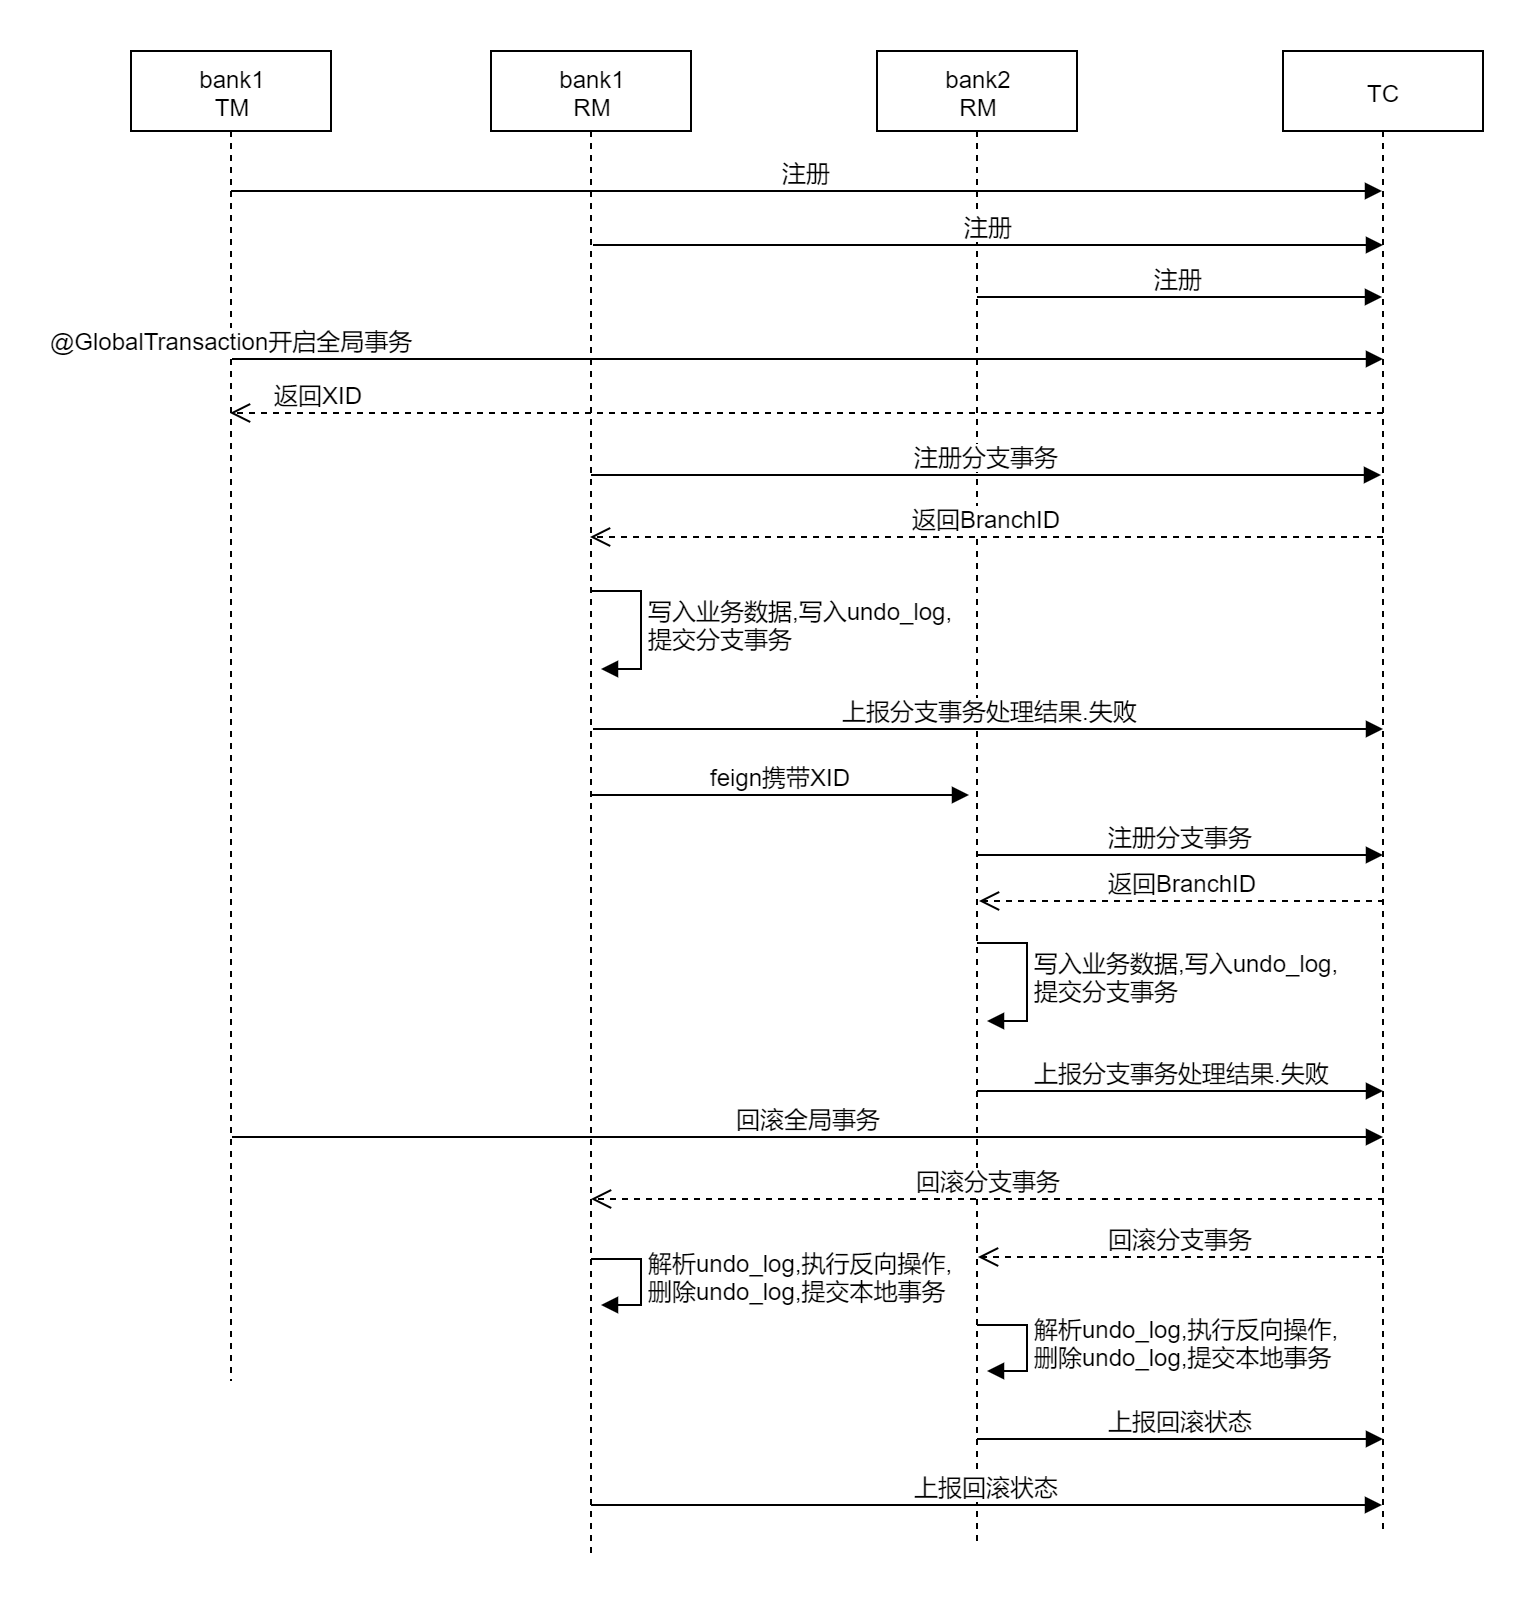 bank1
TM
bank1
RM
bank2
RM
TC
注册
注册
注册
@GlobalTransaction开启全局事务
返回XID
注册分支事务
返回BranchID
写入业务数据,写入undo_log,
提交分支事务
上报分支事务处理结果.失败
feign携带XID
注册分支事务
返回BranchID
写入业务数据,写入undo_log,
提交分支事务
上报分支事务处理结果.失败
回滚全局事务
回滚分支事务
回滚分支事务
解析undo_log,执行反向操作,
删除undo_log,提交本地事务
解析undo_log,执行反向操作,
删除undo_log,提交本地事务
上报回滚状态
上报回滚状态